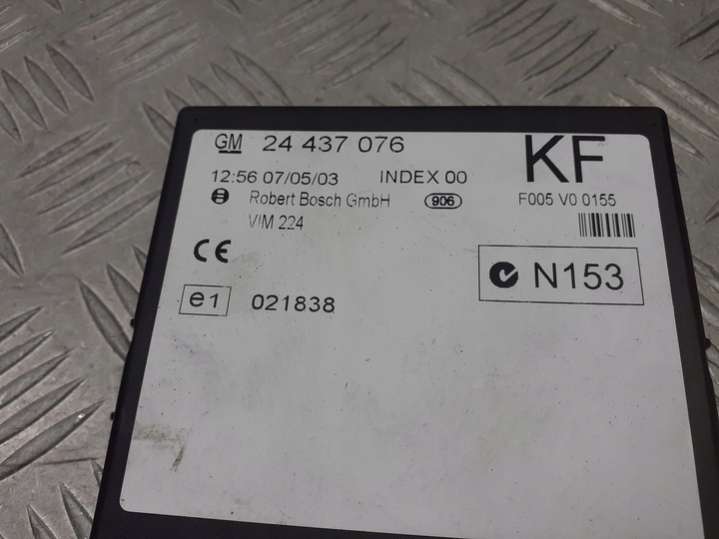 GM 24 437 076
KF
12:56 07/05/03 INDEX 00
Robert Bosch GmbH 906
F005 V0 0155
VIM 224
CE
N153
e1 021838